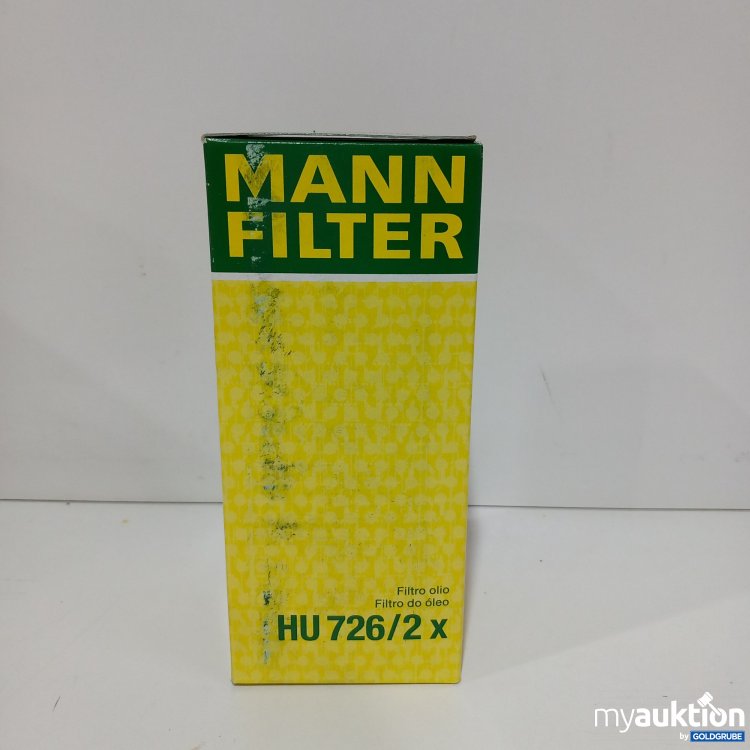 MANN
FILTER
Filtro olio
Filtro do óleo
HU 726/2 x
myauktion
by GOLDGRUBE